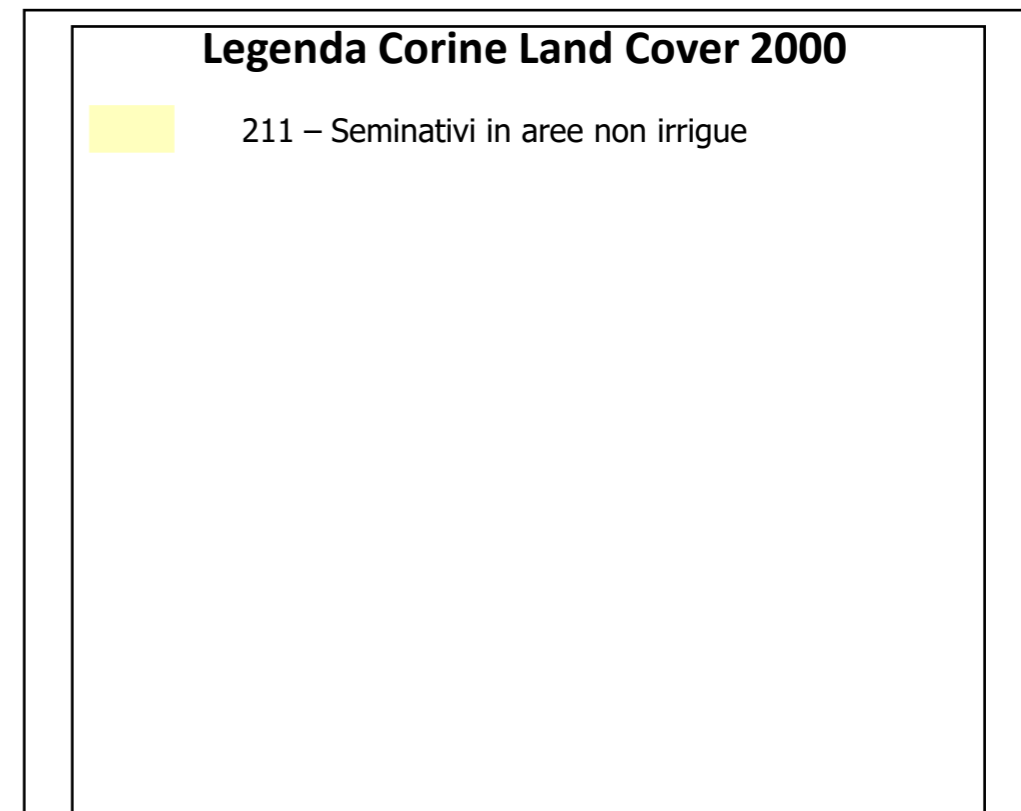 Legenda Corine Land Cover 2000
211 – Seminativi in aree non irrigue